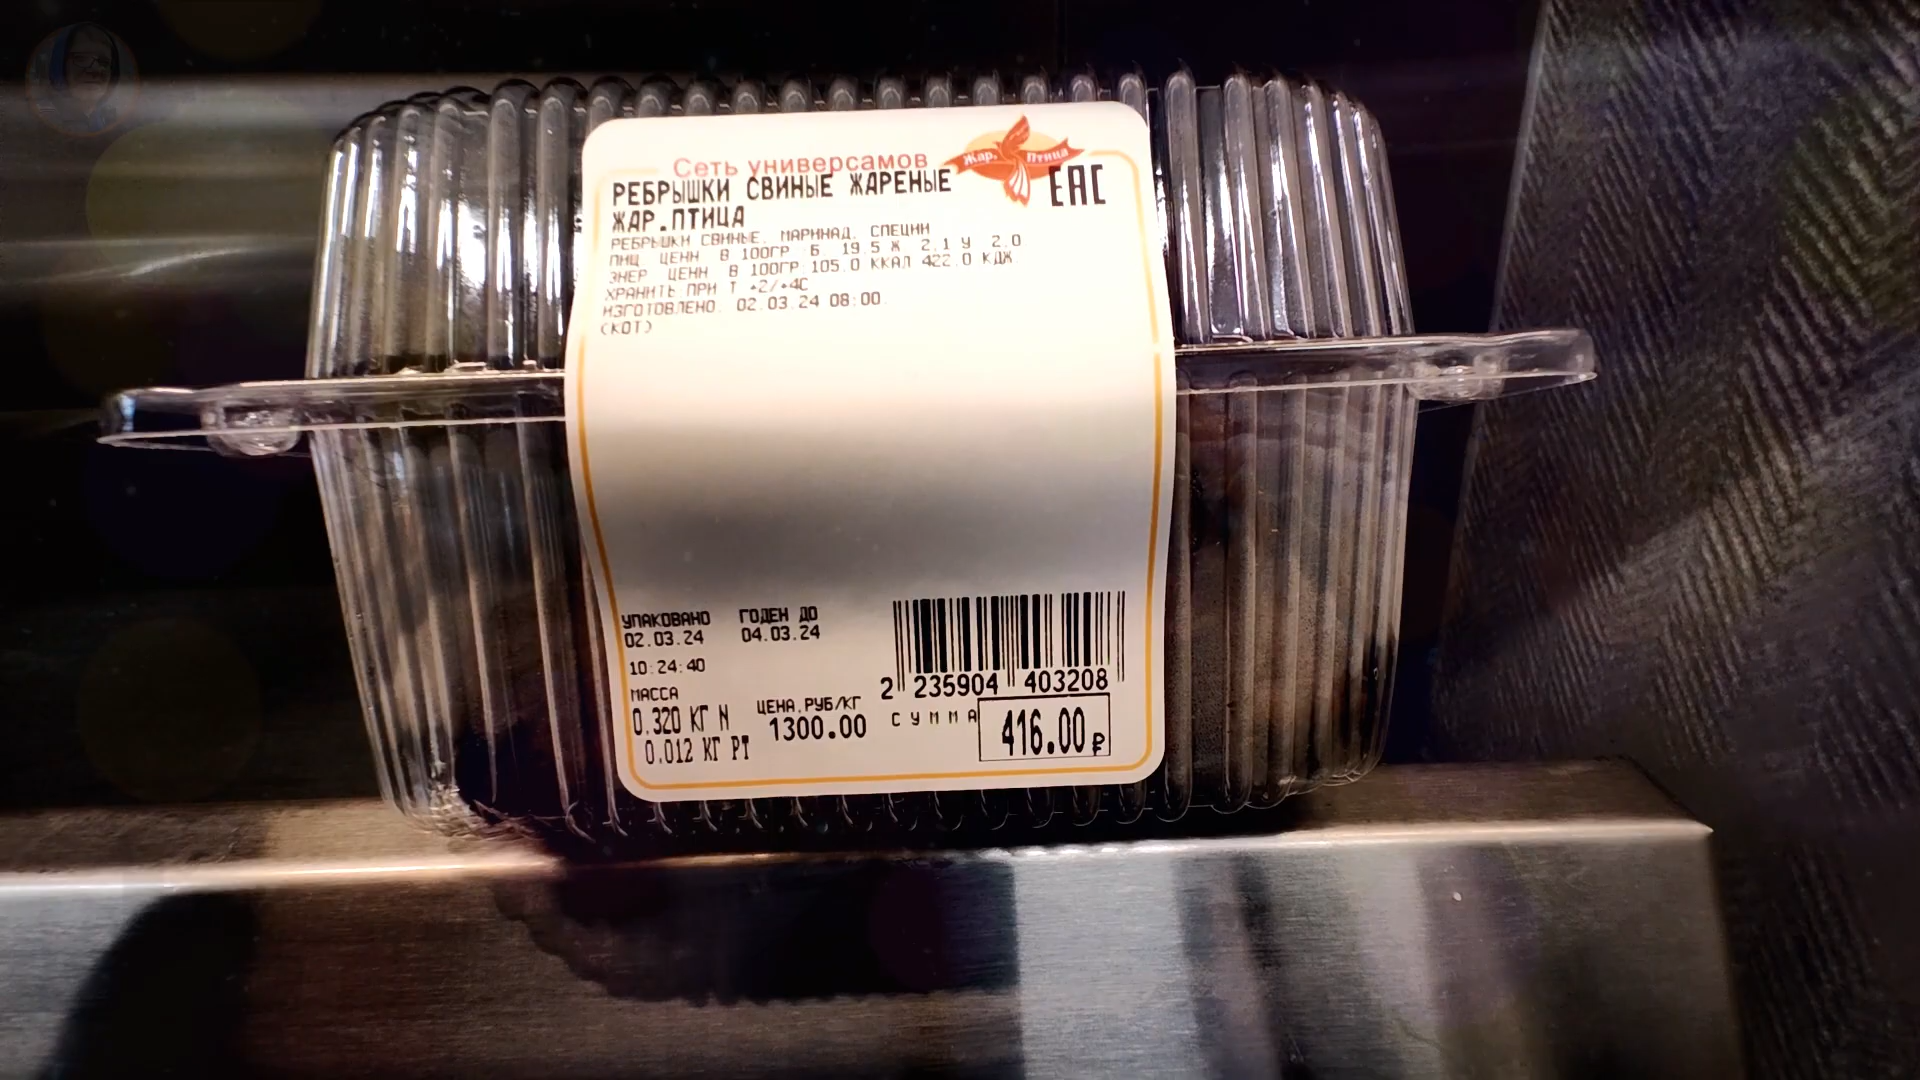 Сеть универсамов
Жар. Птица
РЕБРЫШКИ СВИНЫЕ ЖАРЕНЫЕ
ЖАР.ПТИЦА
EAC
РЕБРЫШКИ СВИНЫЕ, МАРИНАД, СПЕЦИИ
ПИЩ. ЦЕНН. В 100ГР. Б. 19.5 Ж. 2.1 У. 2.0
ЭНЕР. ЦЕНН. В 100ГР.105.0 ККАЛ 422.0 КДЖ.
ХРАНИТЬ ПРИ Т +2/+4С
ИЗГОТОВЛЕНО: 02.03.24 08:00.
(КОТ)
УПАКОВАНО ГОДЕН ДО
02.03.24 04.03.24
10:24:40
2 235904 403208
МАССА ЦЕНА,РУБ/КГ СУММА
0.320 КГ N 1300.00 416.00 ₽
0.012 КГ PT